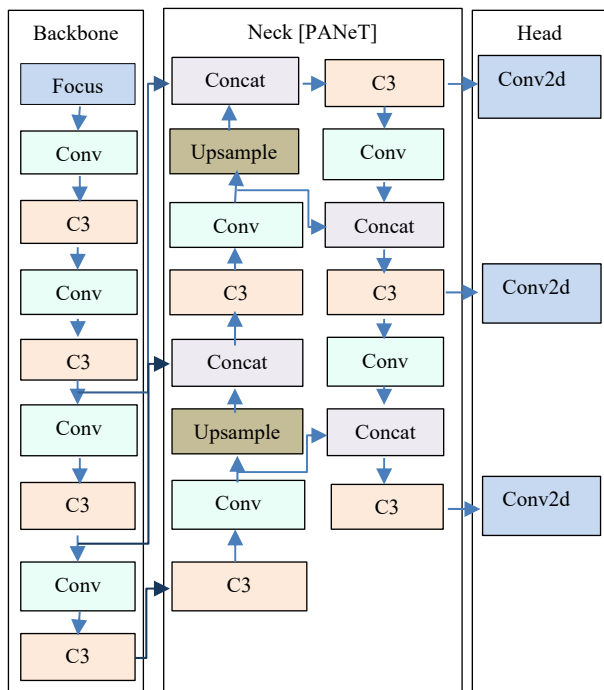 Backbone
Focus
Conv
C3
Conv
C3
Conv
C3
Conv
C3
Neck [PANeT]
Concat
Upsample
Conv
C3
Concat
Upsample
Conv
C3
C3
Conv
Concat
C3
Conv
Concat
C3
Head
Conv2d
Conv2d
Conv2d